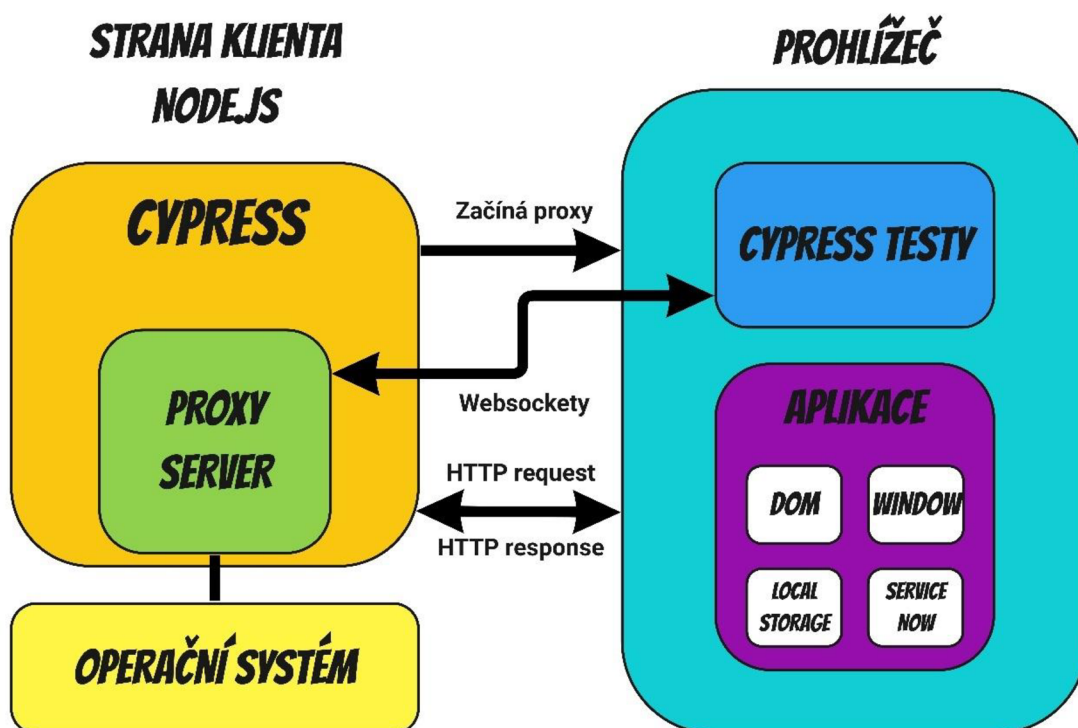 STRANA KLIENTA
NODE.JS
PROHLÍŽEČ
CYPRESS
Začíná proxy
CYPRESS TESTY
PROXY
SERVER
Websockety
APLIKACE
HTTP request
HTTP response
DOM
WINDOW
LOCAL
STORAGE
SERVICE
NOW
OPERAČNÍ SYSTÉM